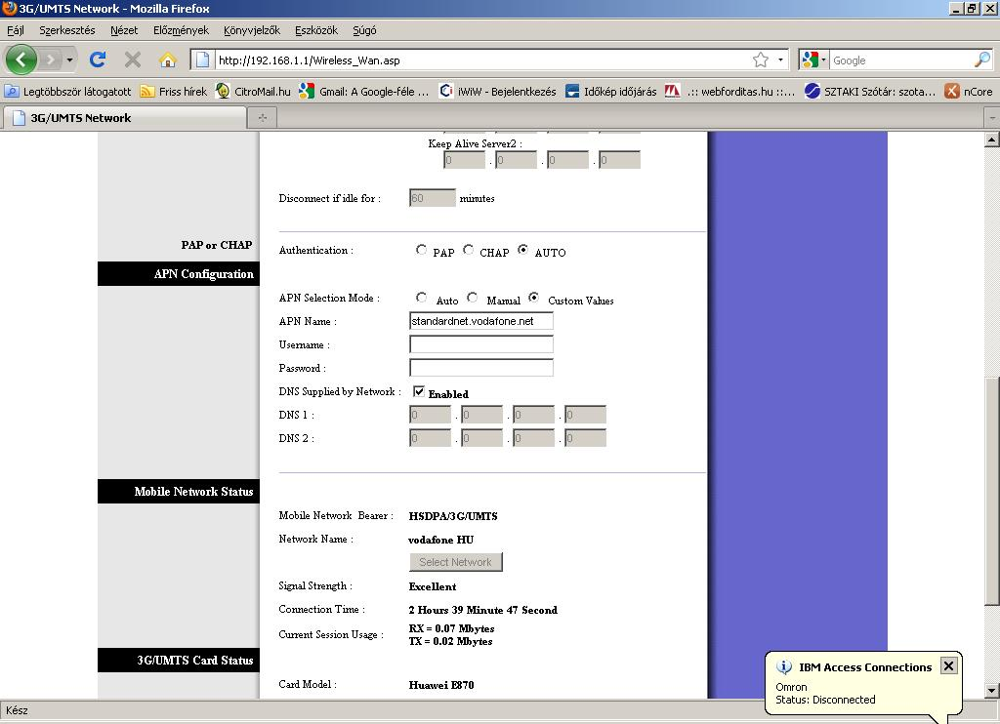 3G/UMTS Network - Mozilla Firefox
Fájl Szerkesztés Nézet Előzmények Könyvjelzők Eszközök Súgó
http://192.168.1.1/Wireless_Wan.asp Google
Legtöbbször látogatott Friss hírek CitroMail.hu Gmail: A Google-féle ... iWiW - Bejelentkezés Időkép időjárás .:: webforditas.hu ::... SZTAKI Szótár: szota... nCore
3G/UMTS Network
Keep Alive Server2 :
0 . 0 . 0 . 0
Disconnect if idle for : 60 minutes
PAP or CHAP
Authentication : PAP CHAP AUTO
APN Configuration
APN Selection Mode : Auto Manual Custom Values
APN Name : standardnet.vodafone.net
Username :
Password :
DNS Supplied by Network : Enabled
DNS 1 : 0 . 0 . 0 . 0
DNS 2 : 0 . 0 . 0 . 0
Mobile Network Status
Mobile Network Bearer : HSDPA/3G/UMTS
Network Name : vodafone HU
Select Network
Signal Strength : Excellent
Connection Time : 2 Hours 39 Minute 47 Second
Current Session Usage : RX = 0.07 Mbytes
TX = 0.02 Mbytes
3G/UMTS Card Status
Card Model : Huawei E870
IBM Access Connections
Omron
Status: Disconnected
Kész